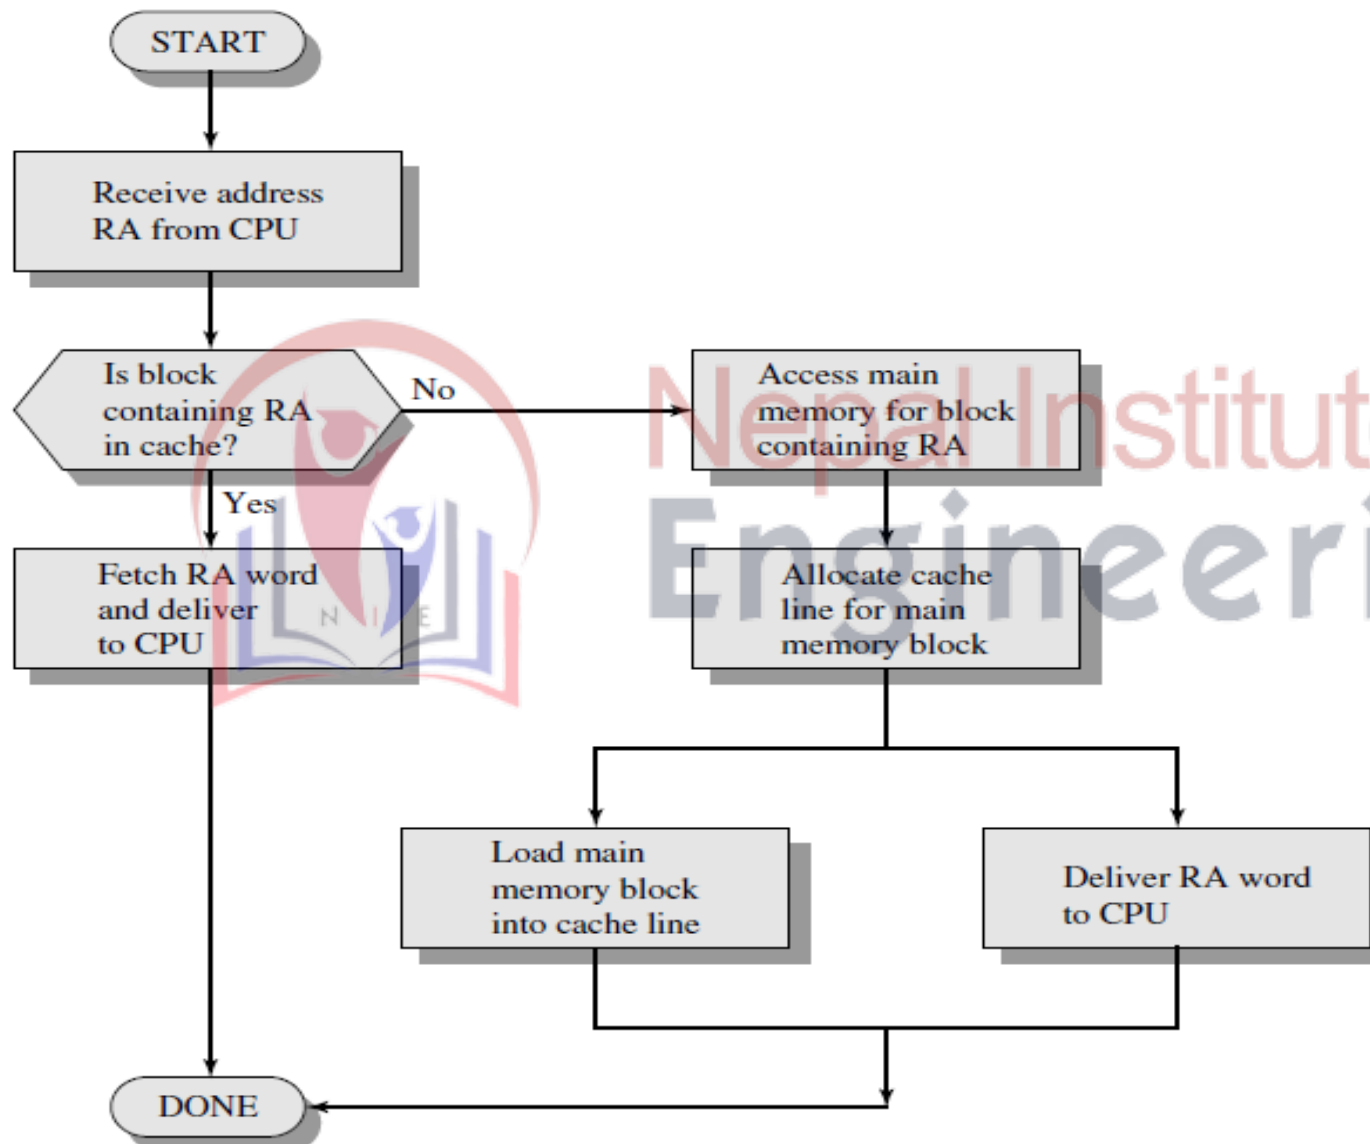 START
Receive address
RA from CPU
Is block
containing RA
in cache?
No
Yes
Access main
memory for block
containing RA
Fetch RA word
and deliver
to CPU
Allocate cache
line for main
memory block
Load main
memory block
into cache line
Deliver RA word
to CPU
DONE
Nepal Institut
Engineeri
N I E